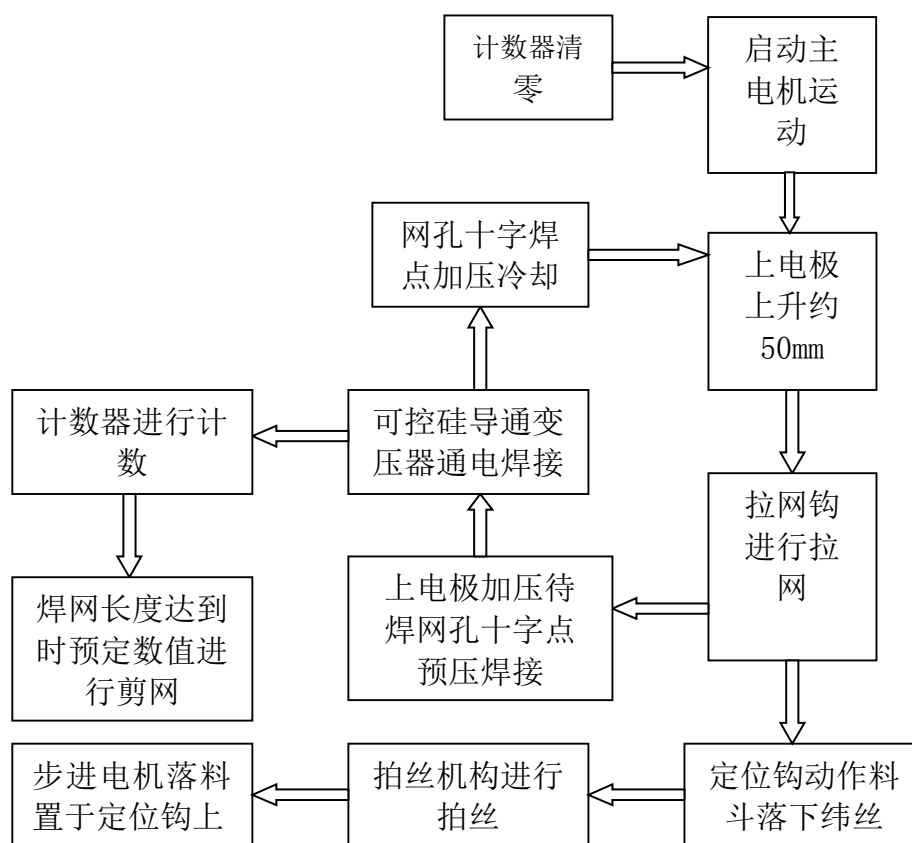 计数器清
零
启动主
电机运
动
网孔十字焊
点加压冷却
上电极
上升约
50mm
计数器进行计
数
可控硅导通变
压器通电焊接
拉网钩
进行拉
网
焊网长度达到
时预定数值进
行剪网
上电极加压待
焊网孔十字点
预压焊接
步进电机落料
置于定位钩上
拍丝机构进行
拍丝
定位钩动作料
斗落下纬丝